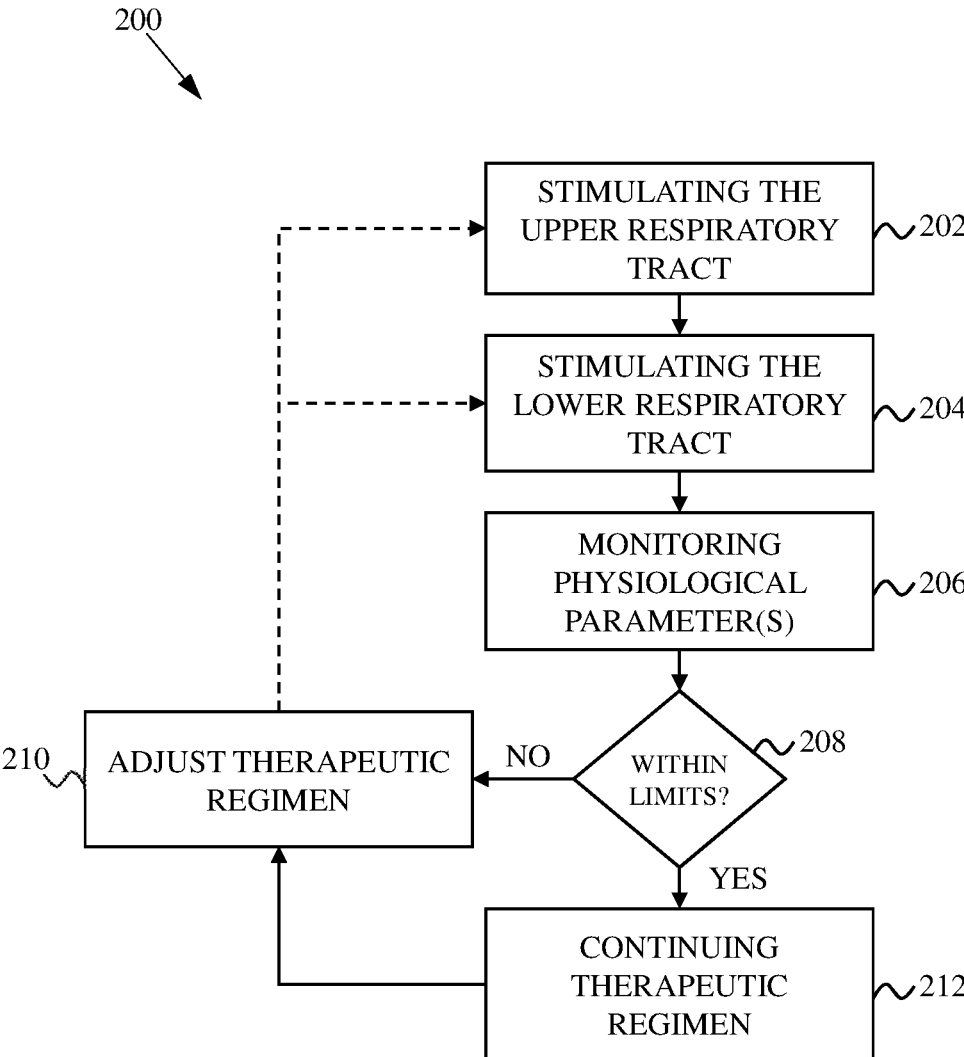 200
STIMULATING THE
UPPER RESPIRATORY
TRACT
202
STIMULATING THE
LOWER RESPIRATORY
TRACT
204
MONITORING
PHYSIOLOGICAL
PARAMETER(S)
206
WITHIN
LIMITS?
208
NO
210
ADJUST THERAPEUTIC
REGIMEN
YES
CONTINUING
THERAPEUTIC
REGIMEN
212